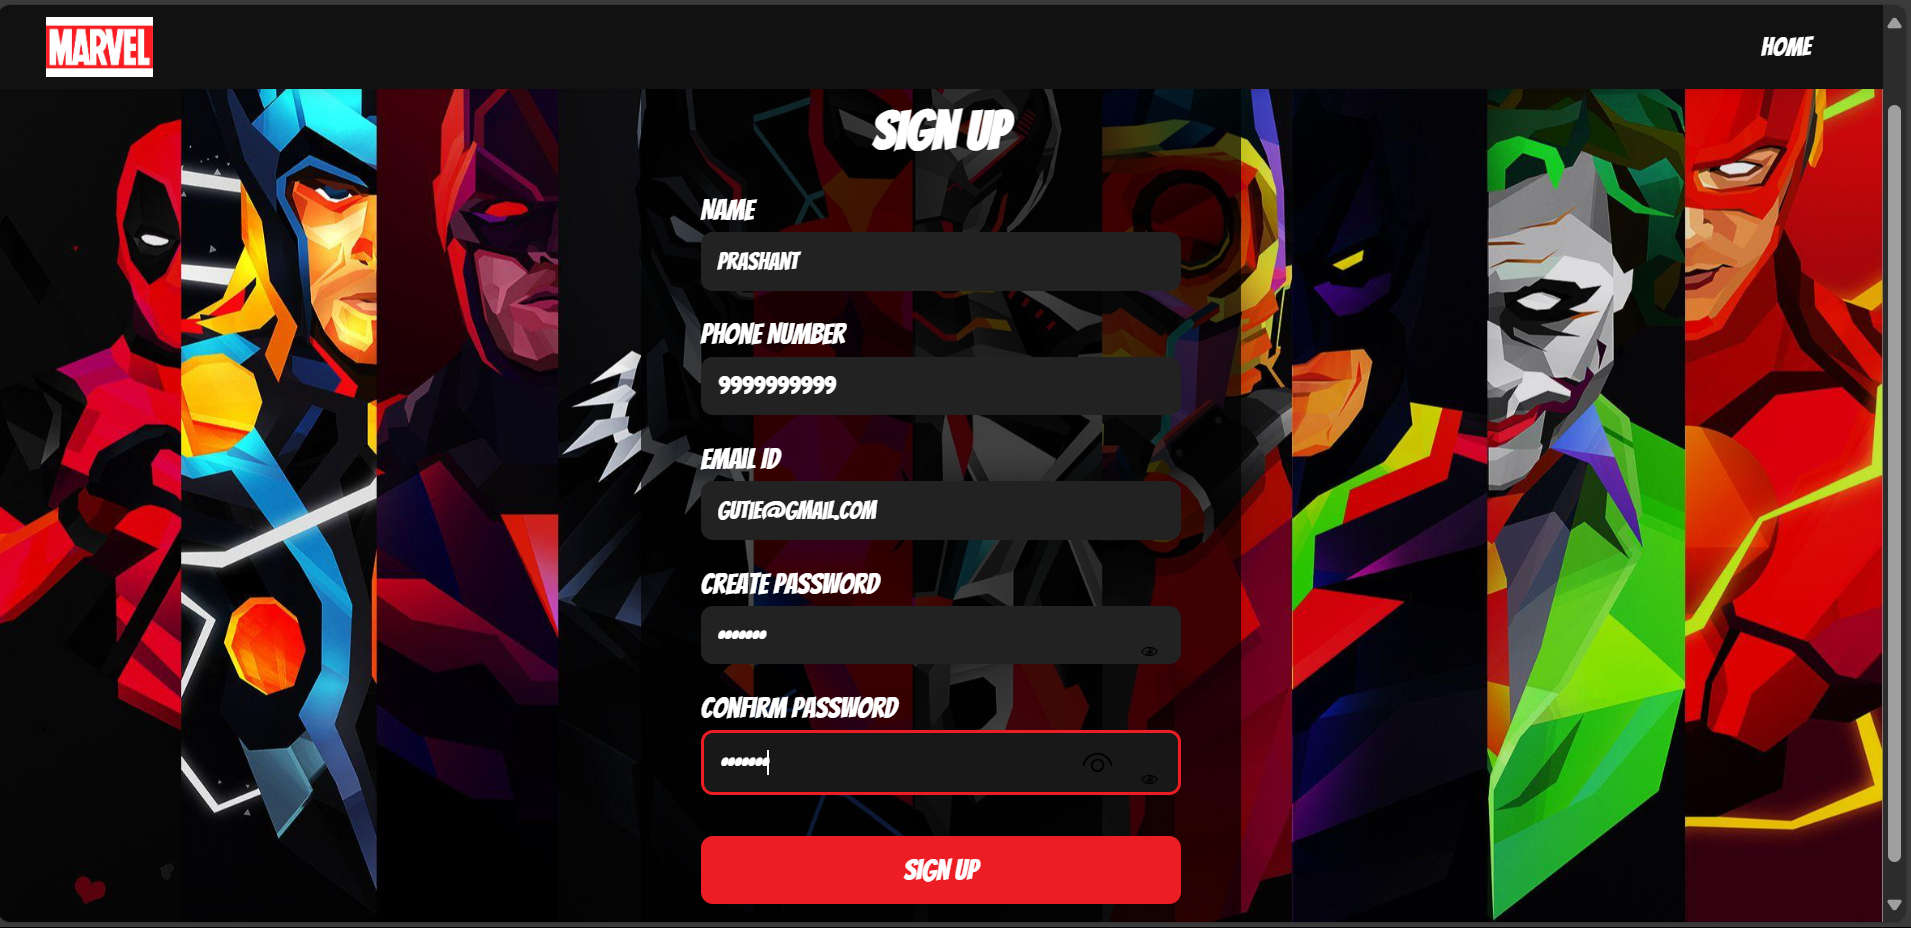 MARVEL
HOME
SIGN UP
NAME
PRASHANT
PHONE NUMBER
9999999999
EMAIL ID
GUTIE@GMAIL.COM
CREATE PASSWORD
•••••••
CONFIRM PASSWORD
•••••••
SIGN UP